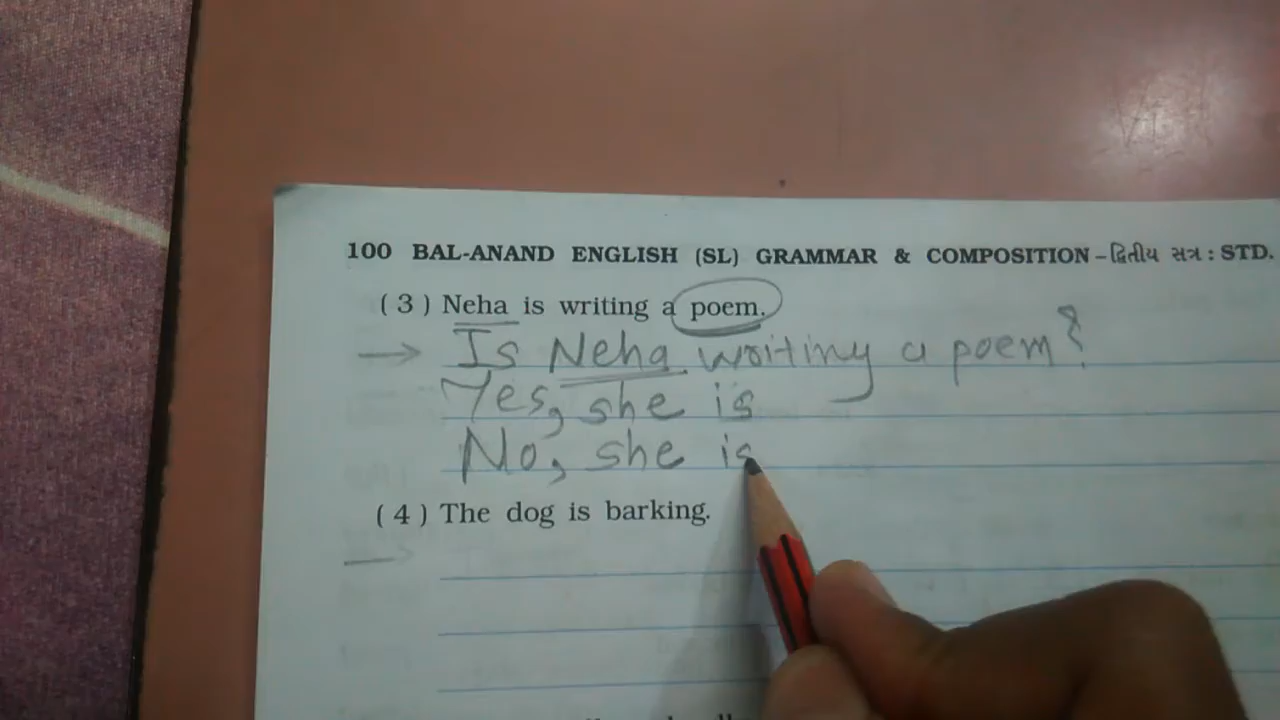 100 BAL-ANAND ENGLISH (SL) GRAMMAR & COMPOSITION – દ્વિતીય સત્ર : STD.
( 3 ) Neha is writing a poem.
→ Is Neha writing a poem?
Yes, she is
No, she is
( 4 ) The dog is barking.
→